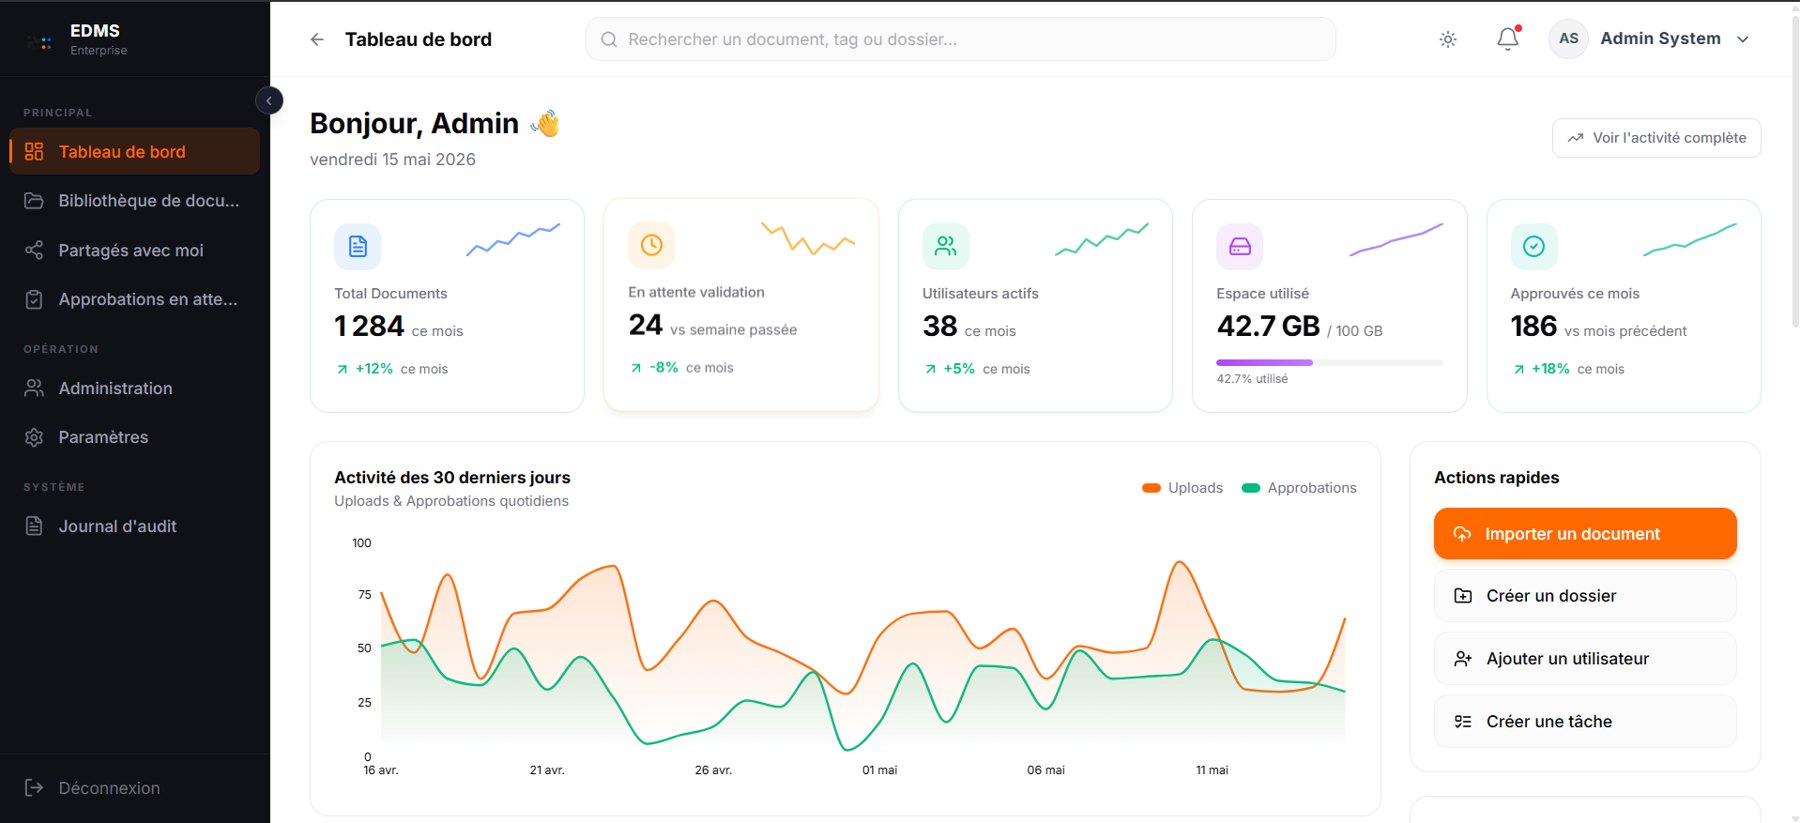 EDMS
Enterprise
PRINCIPAL
Tableau de bord
Bibliothèque de docu...
Partagés avec moi
Approbations en atte...
OPÉRATION
Administration
Paramètres
SYSTÈME
Journal d'audit
Déconnexion
Tableau de bord
Rechercher un document, tag ou dossier...
AS
Admin System
Bonjour, Admin 👋
vendredi 15 mai 2026
Voir l'activité complète
Total Documents
1 284 ce mois
+12% ce mois
En attente validation
24 vs semaine passée
-8% ce mois
Utilisateurs actifs
38 ce mois
+5% ce mois
Espace utilisé
42.7 GB / 100 GB
42.7% utilisé
Approuvés ce mois
186 vs mois précédent
+18% ce mois
Activité des 30 derniers jours
Uploads & Approbations quotidiens
Uploads
Approbations
100
75
50
25
0
16 avr.
21 avr.
26 avr.
01 mai
06 mai
11 mai
Actions rapides
Importer un document
Créer un dossier
Ajouter un utilisateur
Créer une tâche